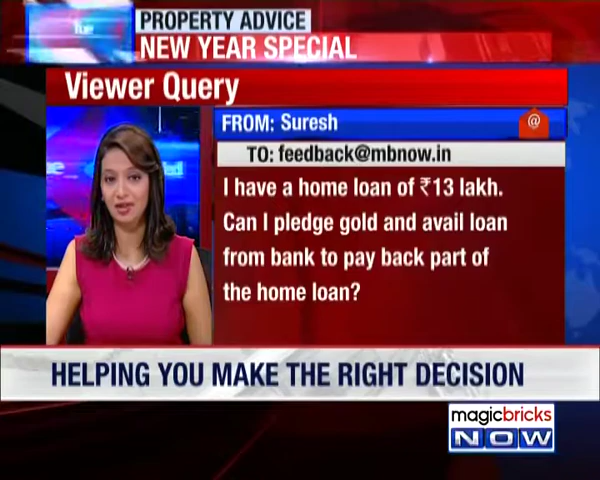 PROPERTY ADVICE
NEW YEAR SPECIAL
Viewer Query
FROM: Suresh
@
TO: feedback@mbnow.in
I have a home loan of ₹13 lakh.
Can I pledge gold and avail loan
from bank to pay back part of
the home loan?
HELPING YOU MAKE THE RIGHT DECISION
magicbricks
NOW